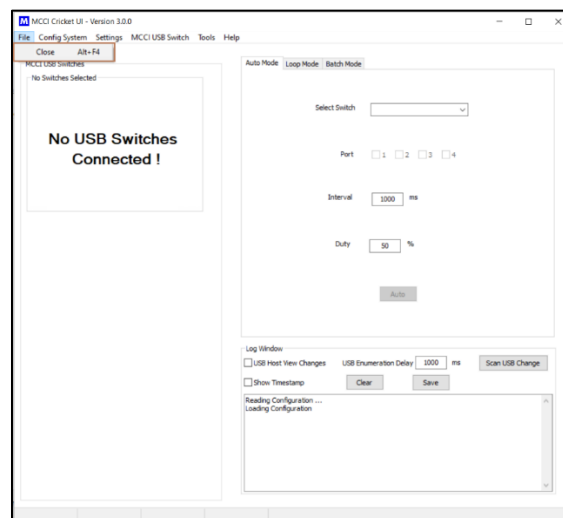 M MCCI Cricket UI - Version 3.0.0
File Config System Settings MCCI USB Switch Tools Help
Close Alt+F4
MCCI USB Switches
No Switches Selected
No USB Switches
Connected !
Auto Mode Loop Mode Batch Mode
Select Switch
Port 1 2 3 4
Interval 1000 ms
Duty 50 %
Auto
Log Window
USB Host View Changes USB Enumeration Delay 1000 ms Scan USB Change
Show Timestamp Clear Save
Reading Configuration ...
Loading Configuration